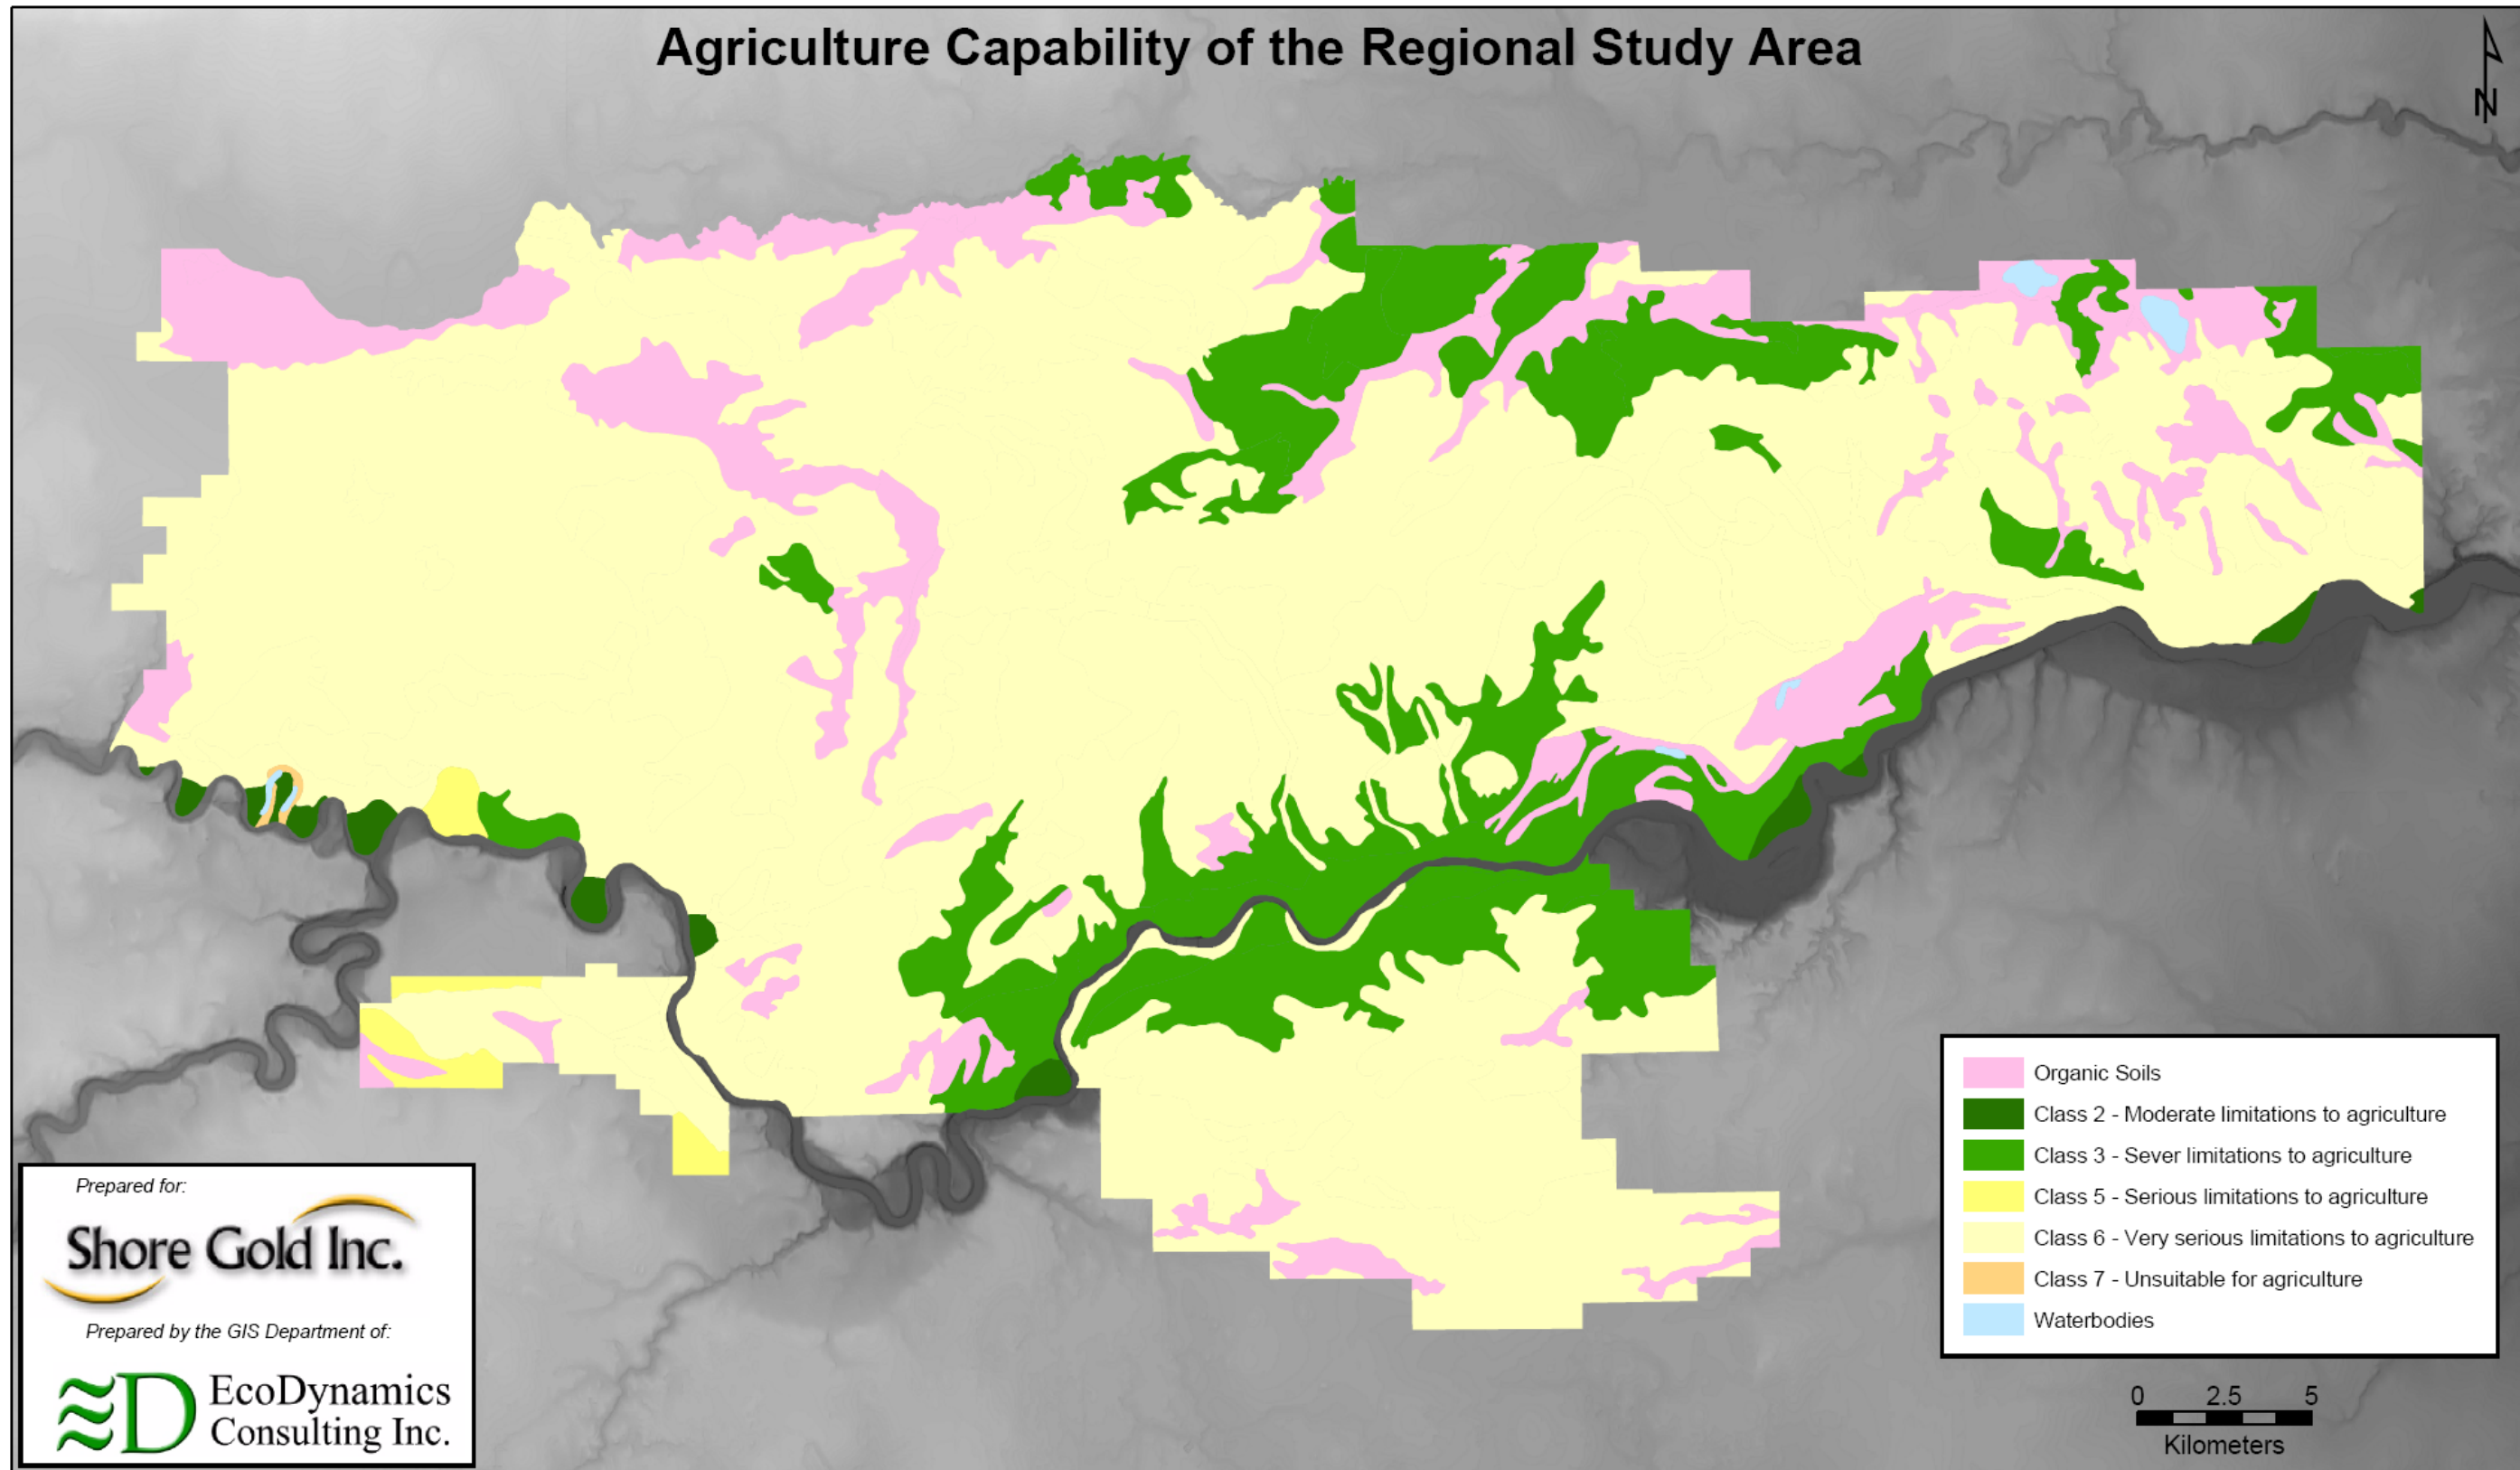 Agriculture Capability of the Regional Study Area
N
Organic Soils
Class 2 - Moderate limitations to agriculture
Class 3 - Sever limitations to agriculture
Class 5 - Serious limitations to agriculture
Class 6 - Very serious limitations to agriculture
Class 7 - Unsuitable for agriculture
Waterbodies
Prepared for:
Shore Gold Inc.
Prepared by the GIS Department of:
D EcoDynamics
Consulting Inc.
0 2.5 5
Kilometers